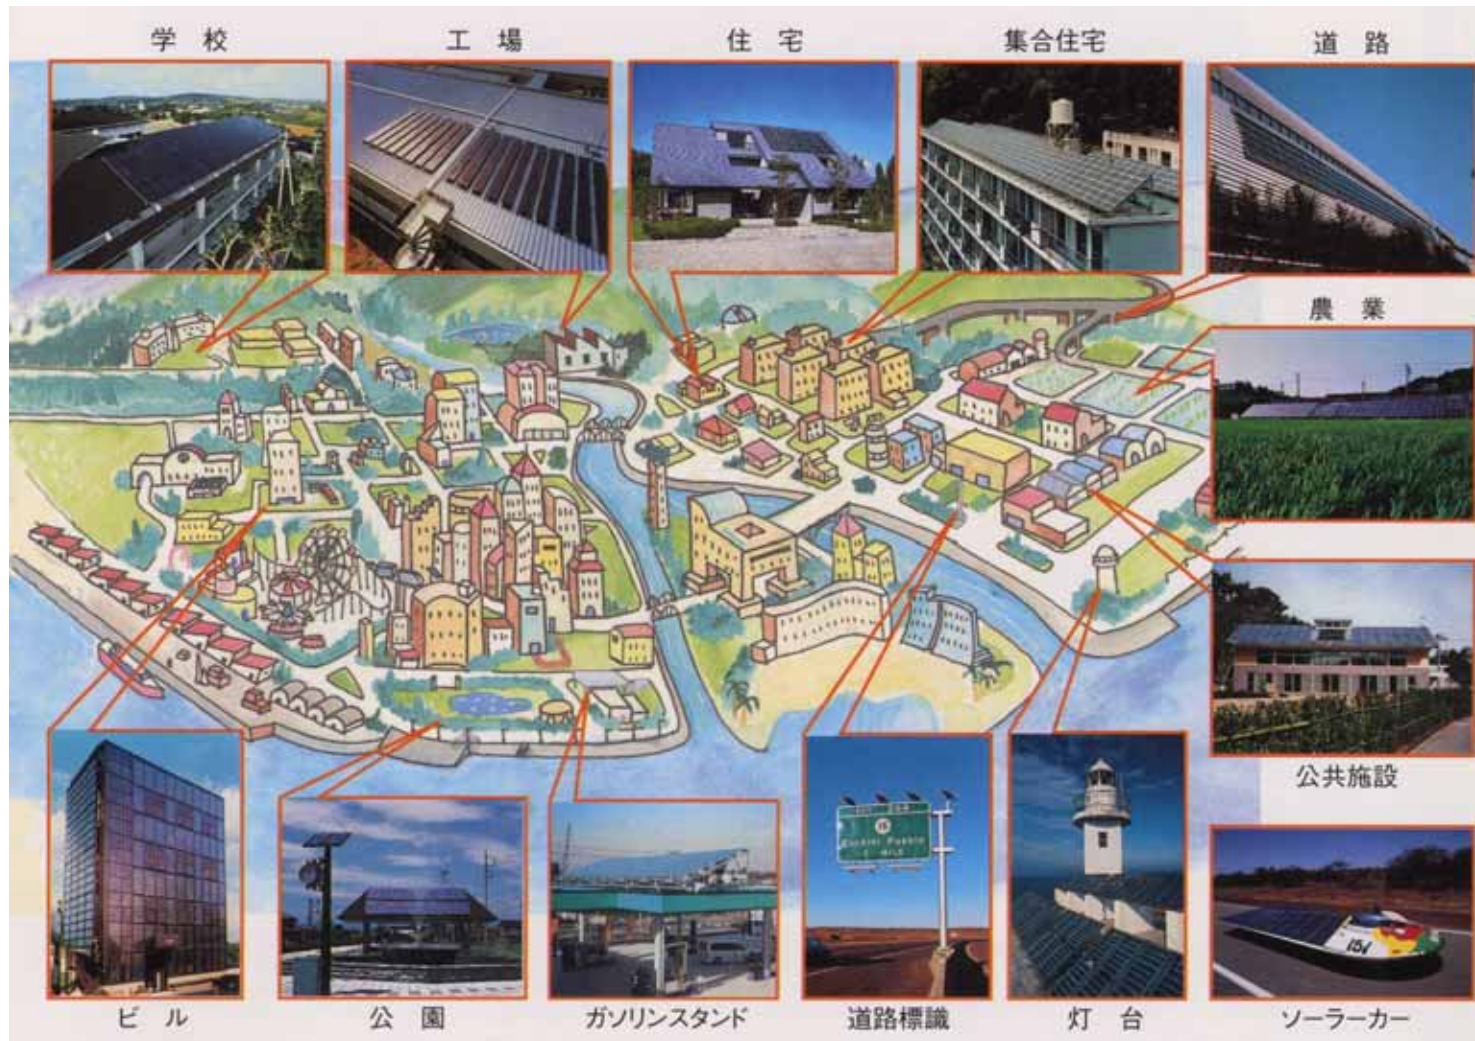 学校
工場
住宅
集合住宅
道路
農業
公共施設
15
151
ビル
公園
ガソリンスタンド
道路標識
灯台
ソーラーカー